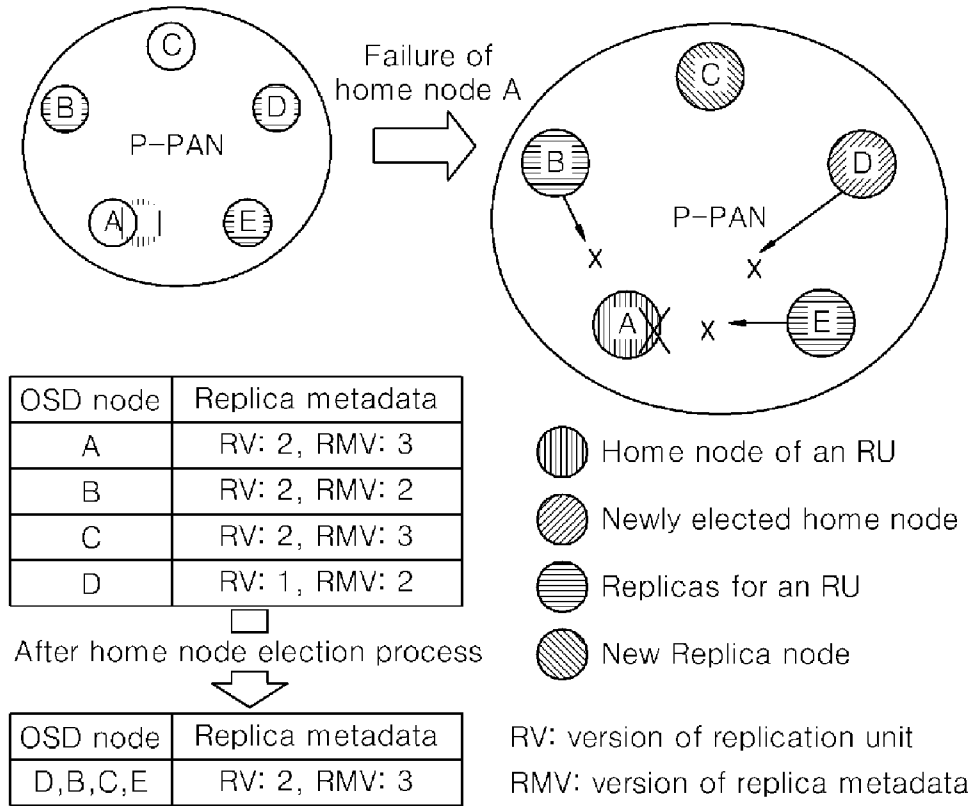 C
B
D
P-PAN
A
E
Failure of
home node A
C
B
D
P-PAN
X
X
A
X
E
OSD node Replica metadata
A RV: 2, RMV: 3
B RV: 2, RMV: 2
C RV: 2, RMV: 3
D RV: 1, RMV: 2
After home node election process
OSD node Replica metadata
D,B,C,E RV: 2, RMV: 3
Home node of an RU
Newly elected home node
Replicas for an RU
New Replica node
RV: version of replication unit
RMV: version of replica metadata